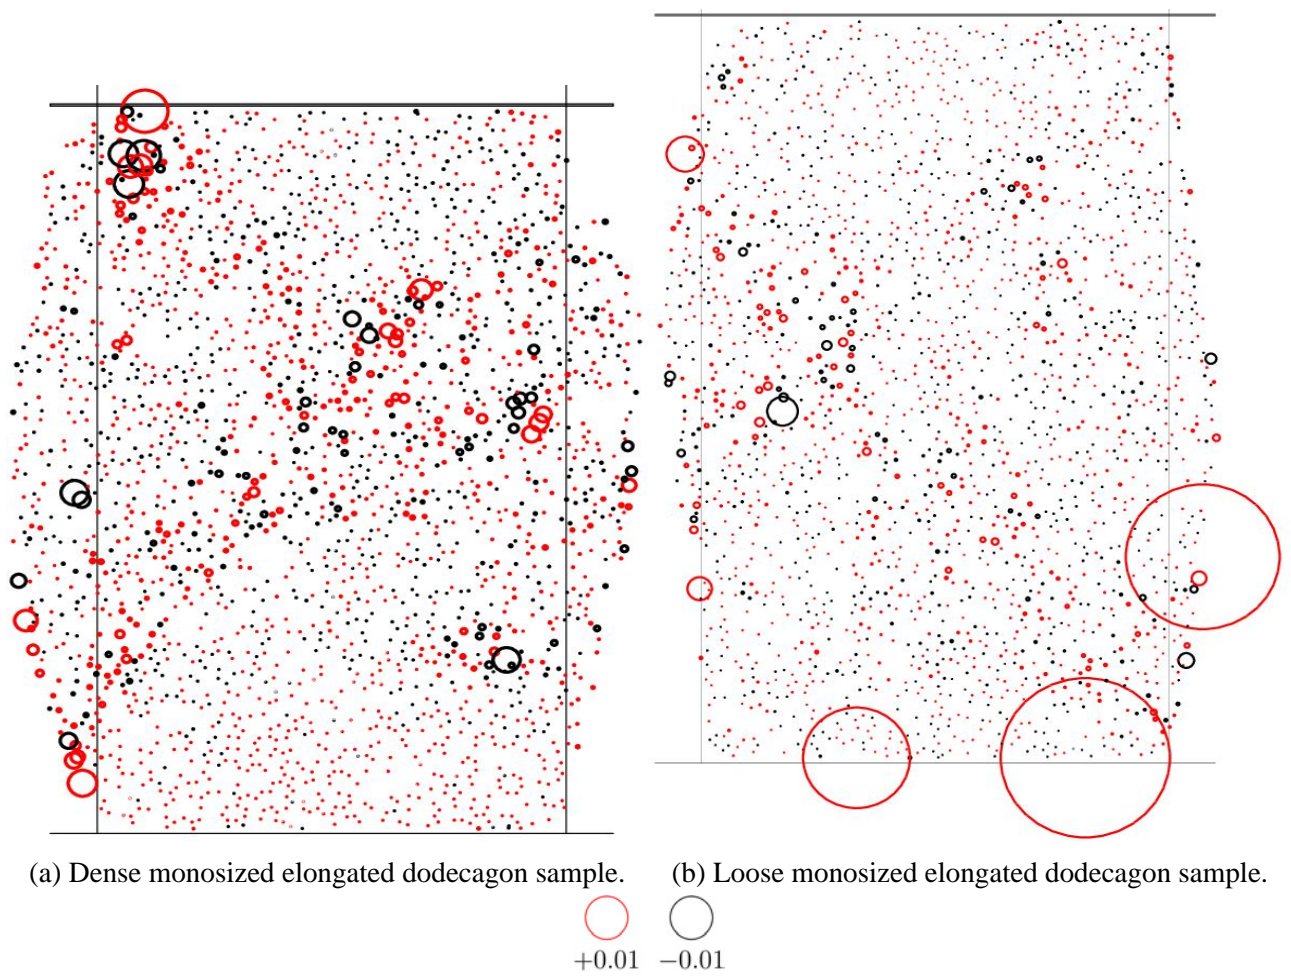 (a) Dense monosized elongated dodecagon sample.
(b) Loose monosized elongated dodecagon sample.
+0.01 −0.01